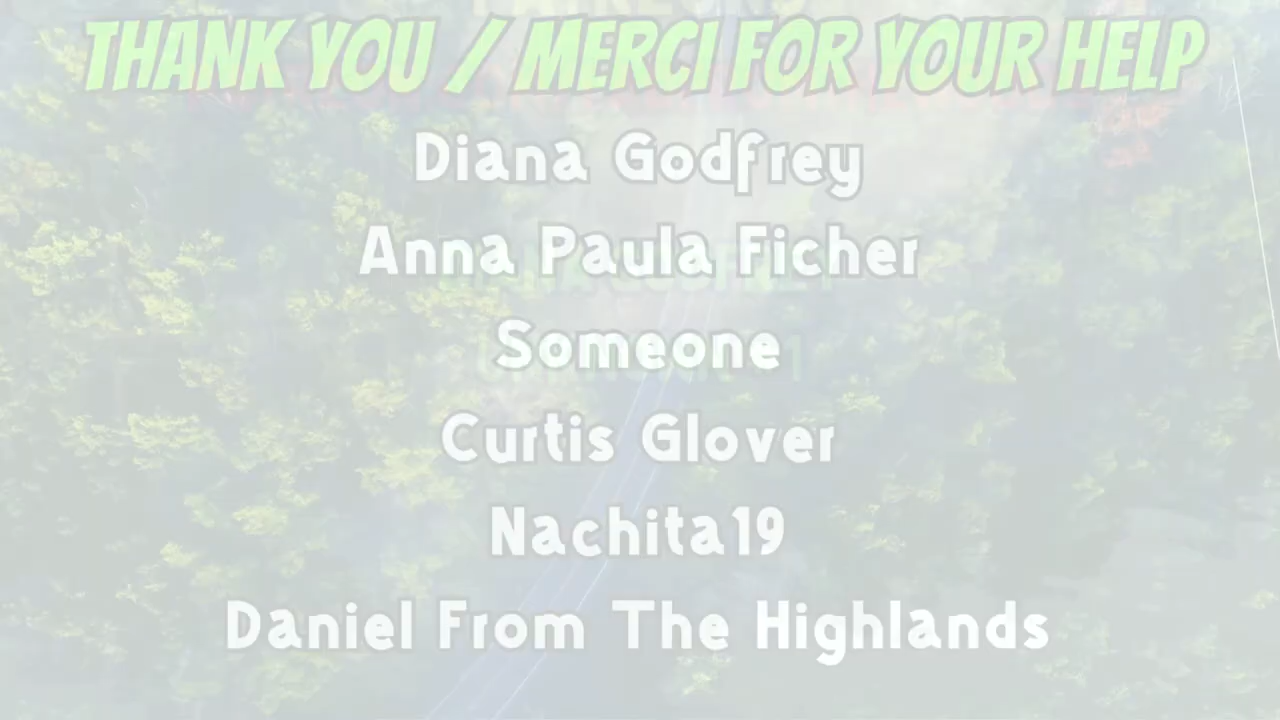 THANK YOU / MERCI FOR YOUR HELP
Diana Godfrey
Anna Paula Ficher
Someone
Curtis Glover
Nachita19
Daniel From The Highlands